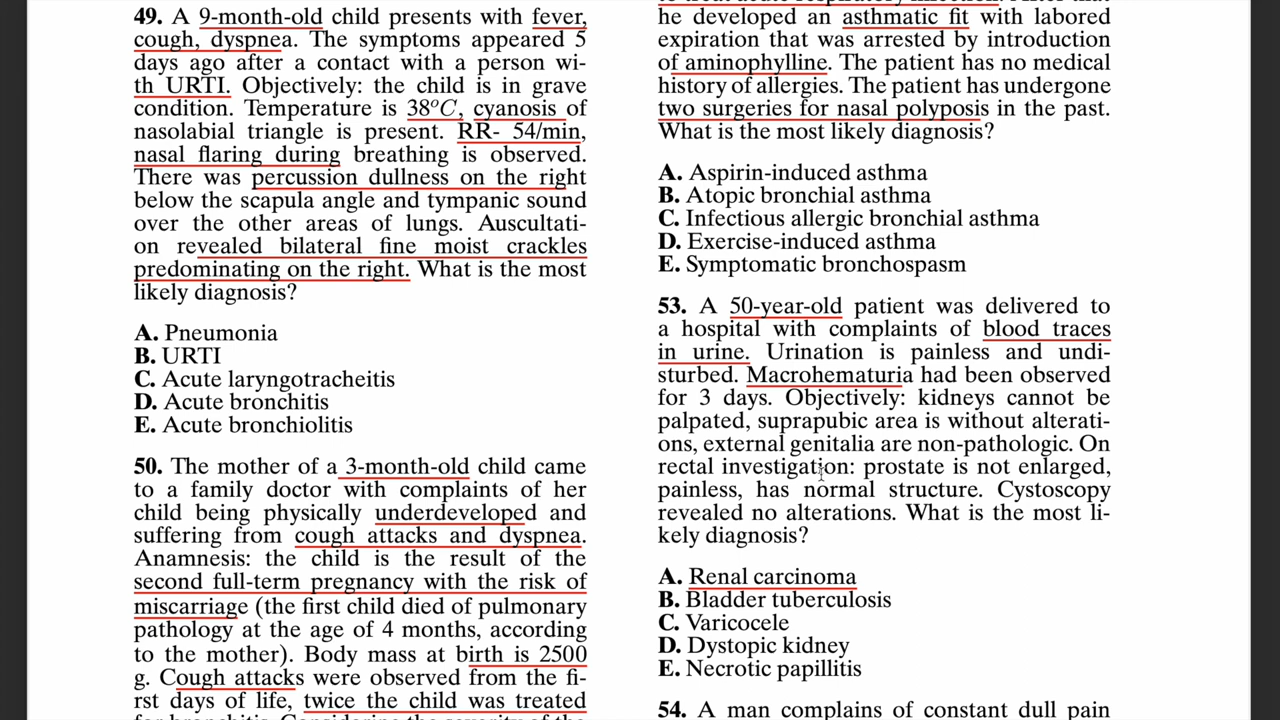 49. A 9-month-old child presents with fever,
cough, dyspnea. The symptoms appeared 5
days ago after a contact with a person wi-
th URTI. Objectively: the child is in grave
condition. Temperature is 38°C, cyanosis of
nasolabial triangle is present. RR- 54/min,
nasal flaring during breathing is observed.
There was percussion dullness on the right
below the scapula angle and tympanic sound
over the other areas of lungs. Auscultati-
on revealed bilateral fine moist crackles
predominating on the right. What is the most
likely diagnosis?
A. Pneumonia
B. URTI
C. Acute laryngotracheitis
D. Acute bronchitis
E. Acute bronchiolitis
50. The mother of a 3-month-old child came
to a family doctor with complaints of her
child being physically underdeveloped and
suffering from cough attacks and dyspnea.
Anamnesis: the child is the result of the
second full-term pregnancy with the risk of
miscarriage (the first child died of pulmonary
pathology at the age of 4 months, according
to the mother). Body mass at birth is 2500
g. Cough attacks were observed from the fi-
rst days of life, twice the child was treated
he developed an asthmatic fit with labored
expiration that was arrested by introduction
of aminophylline. The patient has no medical
history of allergies. The patient has undergone
two surgeries for nasal polyposis in the past.
What is the most likely diagnosis?
A. Aspirin-induced asthma
B. Atopic bronchial asthma
C. Infectious allergic bronchial asthma
D. Exercise-induced asthma
E. Symptomatic bronchospasm
53. A 50-year-old patient was delivered to
a hospital with complaints of blood traces
in urine. Urination is painless and undi-
sturbed. Macrohematuria had been observed
for 3 days. Objectively: kidneys cannot be
palpated, suprapubic area is without alterati-
ons, external genitalia are non-pathologic. On
rectal investigation: prostate is not enlarged,
painless, has normal structure. Cystoscopy
revealed no alterations. What is the most li-
kely diagnosis?
A. Renal carcinoma
B. Bladder tuberculosis
C. Varicocele
D. Dystopic kidney
E. Necrotic papillitis
54. A man complains of constant dull pain